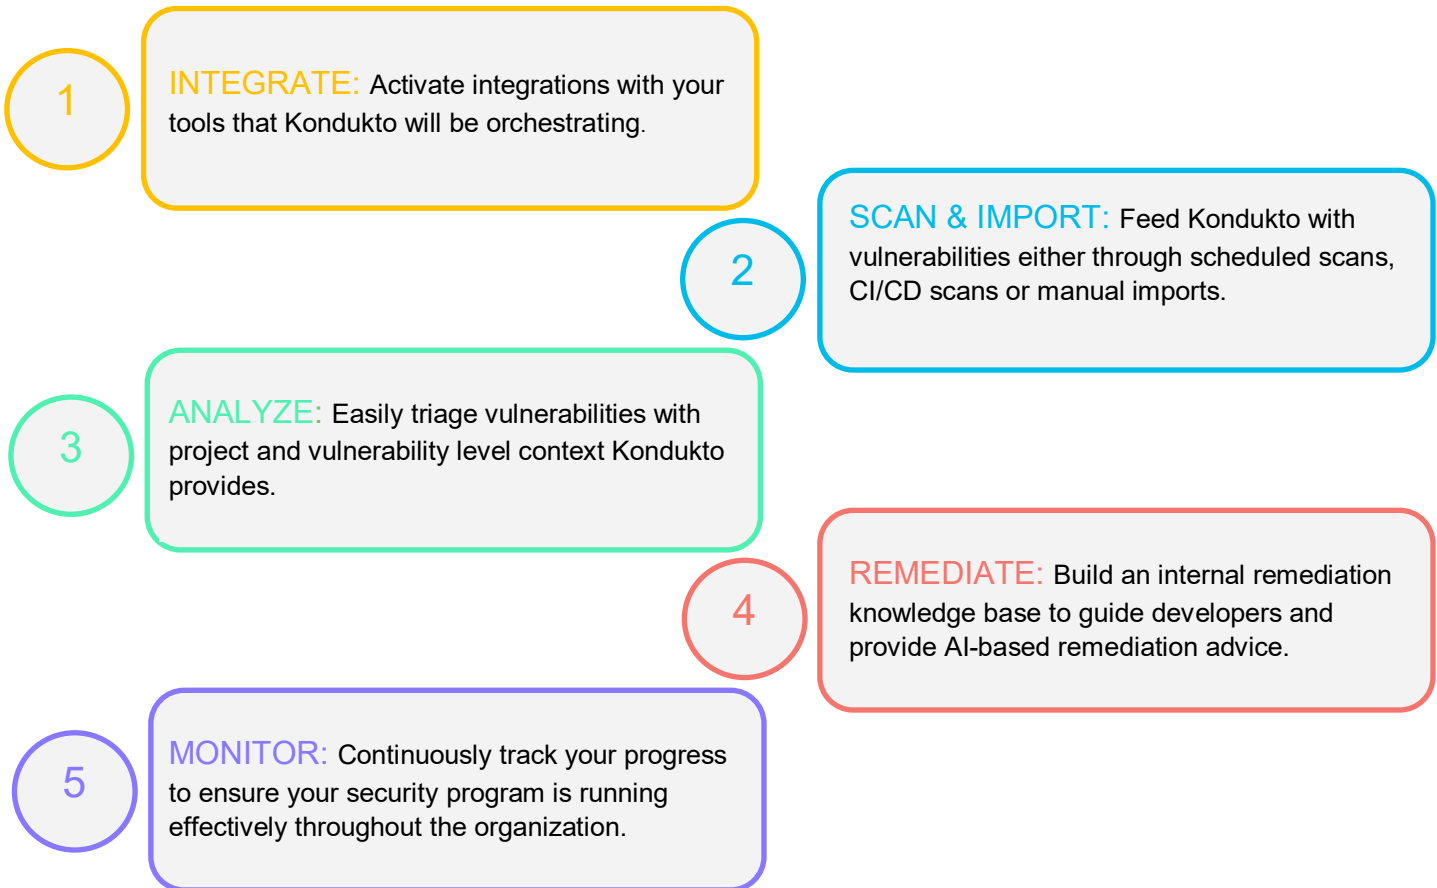 1
INTEGRATE: Activate integrations with your
tools that Kondukto will be orchestrating.
2
SCAN & IMPORT: Feed Kondukto with
vulnerabilities either through scheduled scans,
CI/CD scans or manual imports.
3
ANALYZE: Easily triage vulnerabilities with
project and vulnerability level context Kondukto
provides.
4
REMEDIATE: Build an internal remediation
knowledge base to guide developers and
provide AI-based remediation advice.
5
MONITOR: Continuously track your progress
to ensure your security program is running
effectively throughout the organization.